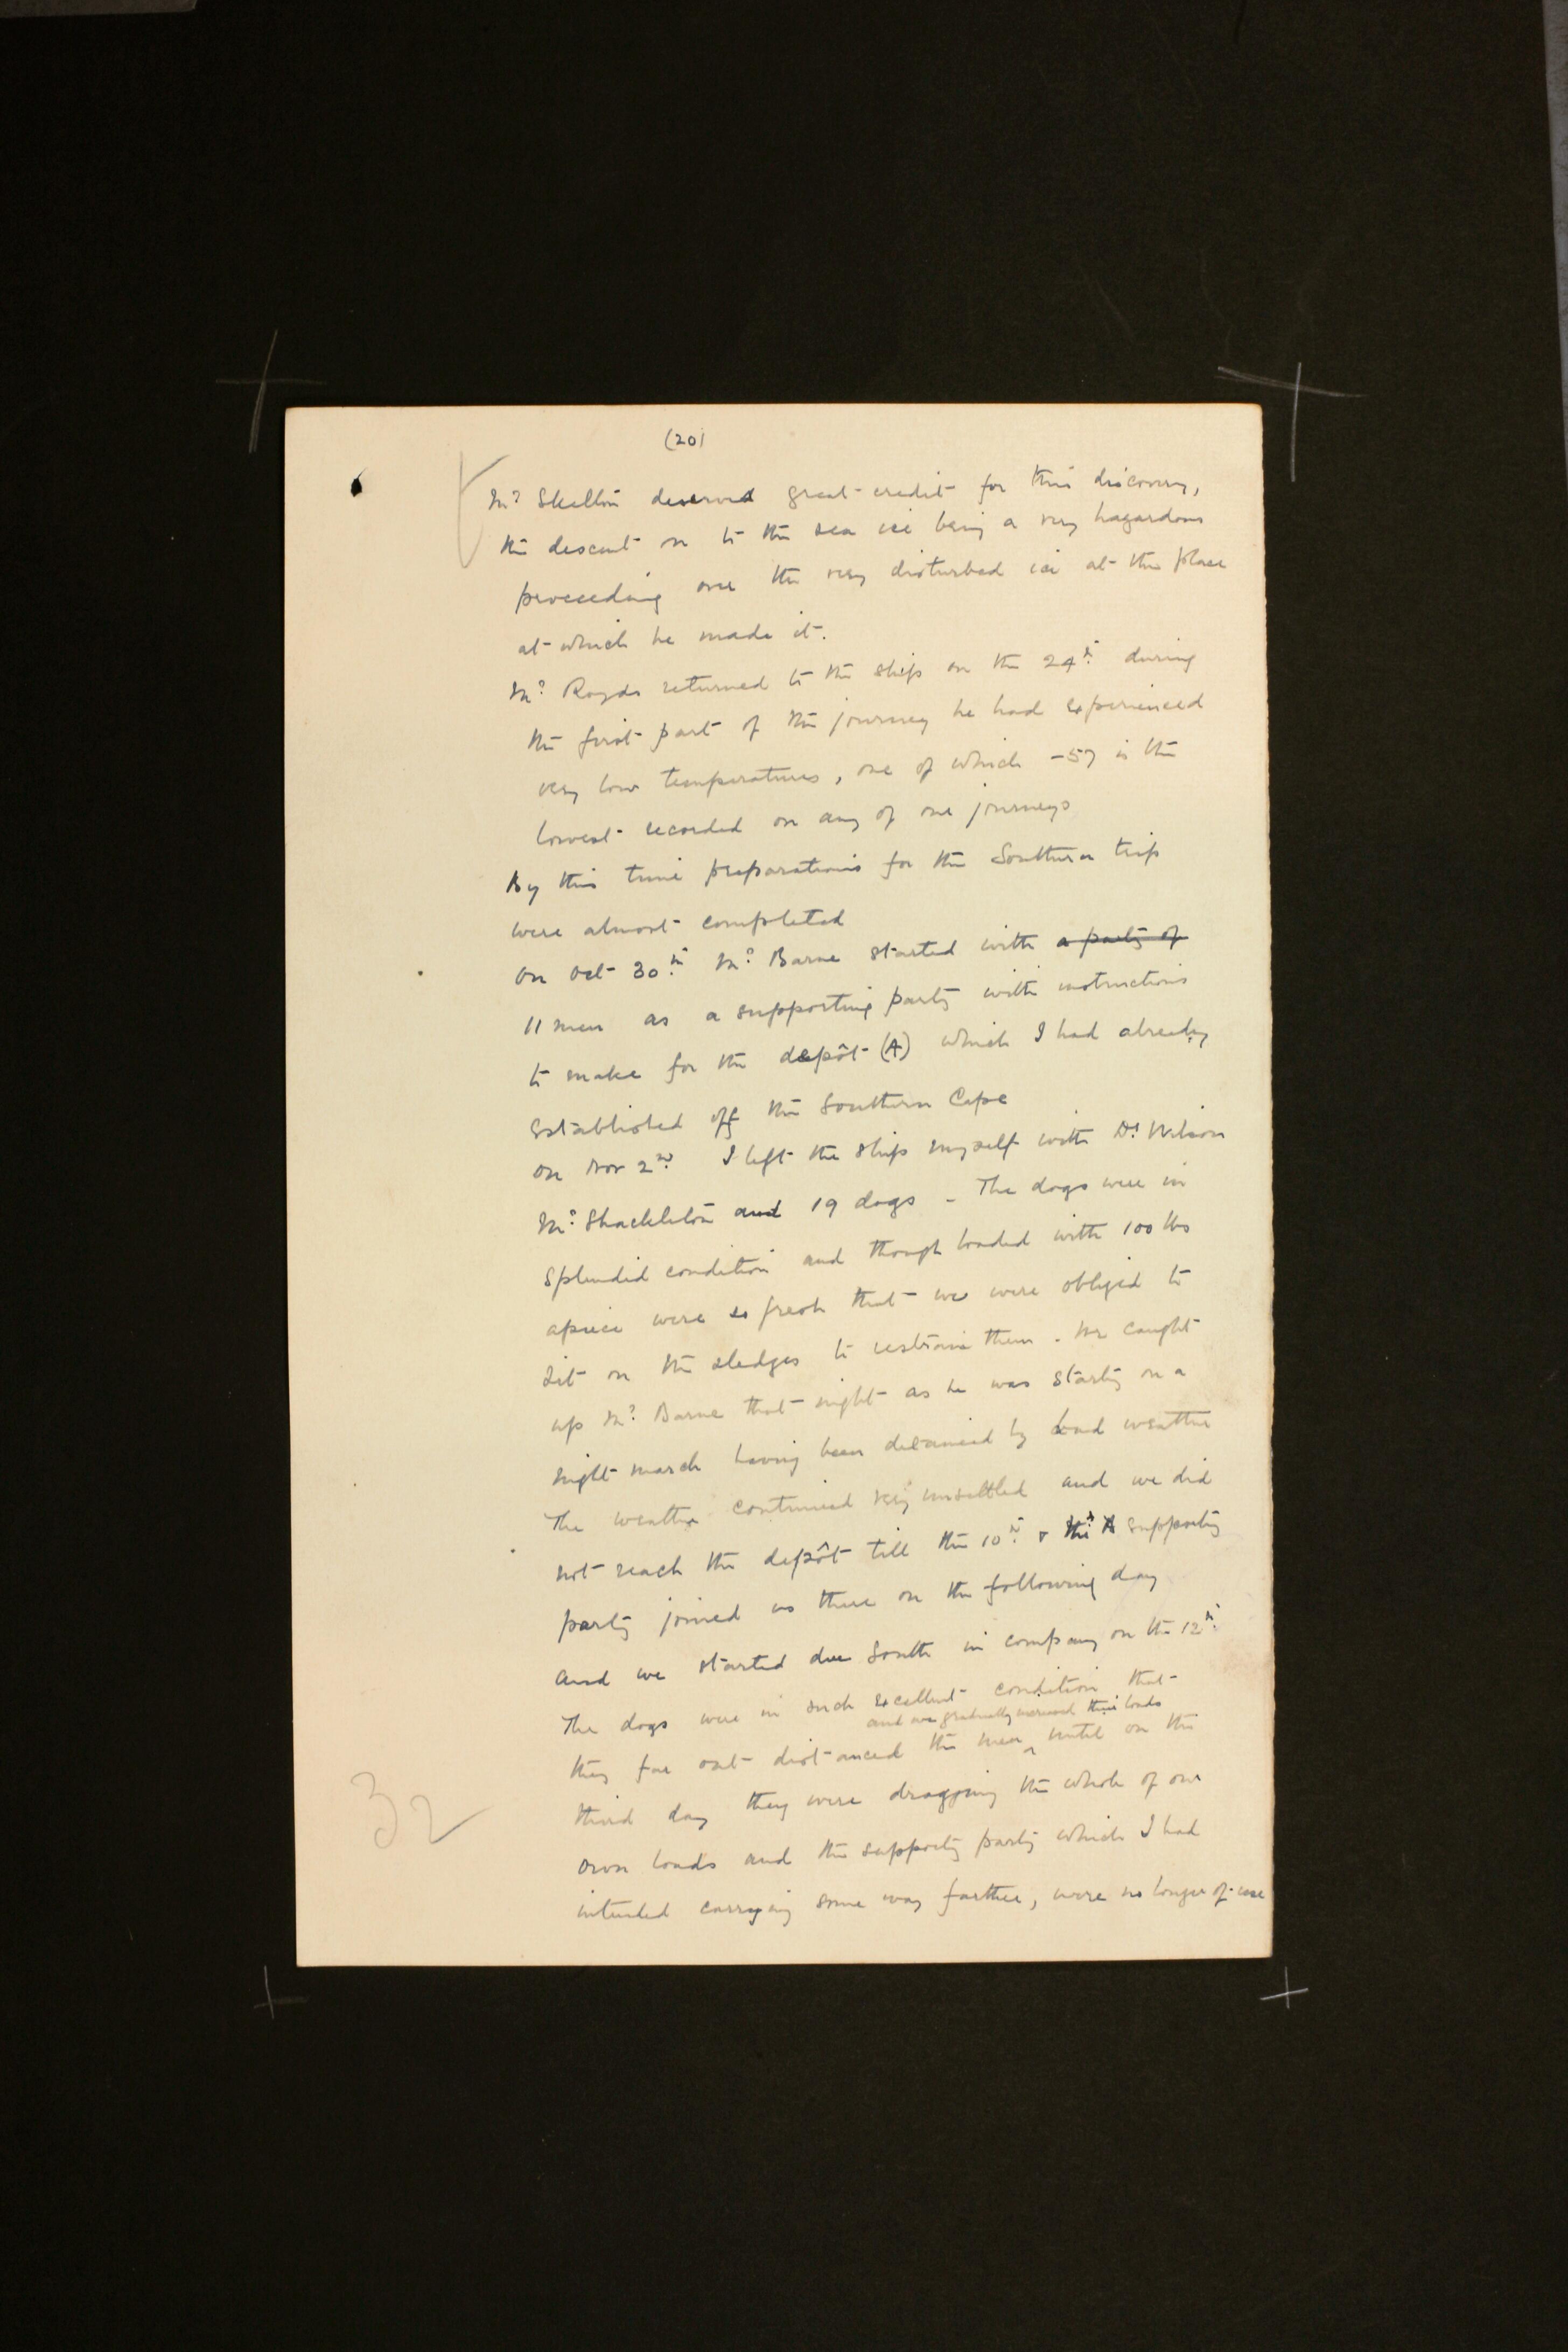 (20)
Mr Skelton deserved great credit for this discovery,
the descent on to the sea ice being a very hazardous
proceeding over the very disturbed ice at the place
at which he made it.
Mr Royds returned to the ship on the 24th during
the first part of the journey he had experienced
very low temperatures, one of which -57 is the
lowest recorded on any of our journeys
By this time preparations for the Southern trip
were almost completed
On Oct 30th Mr Barne started with a party of
11 men as a supporting party with instructions
to make for the depôt (A) which I had already
established off the Southern Cape
On Nov 2nd I left the ship myself with Dr Wilson
Mr Shackleton and 19 dogs - The dogs were in
splendid condition and though loaded with 100 lbs
apiece were so fresh that we were obliged to
sit on the sledges to restrain them - We caught
up Mr Barne that night as he was starting on a
night march having been detained by bad weather
The weather continued very unsettled and we did
not reach the depôt till the 10th & the supporting
party joined us there on the following day
and we started due South in company on the 12th
The dogs were in such excellent condition that
and we gradually increased their loads
they far out distanced the men ^ until on the
third day they were dragging the whole of our
own loads and the supporting party which I had
intended carrying some way further, were no longer of use
32